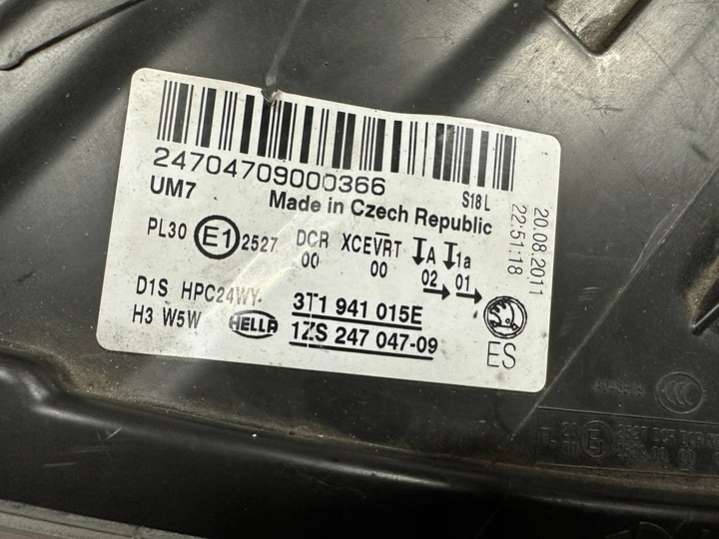 24704709000366
S18 L
UM7
Made in Czech Republic
20.08.2011
22:51:18
PL30 E1 2527 DCR XCEVRT A 1a
00 00 02 01
D1S HPC24WY
3T1 941 015E
H3 W5W HELLA 1ZS 247 047-09
ES